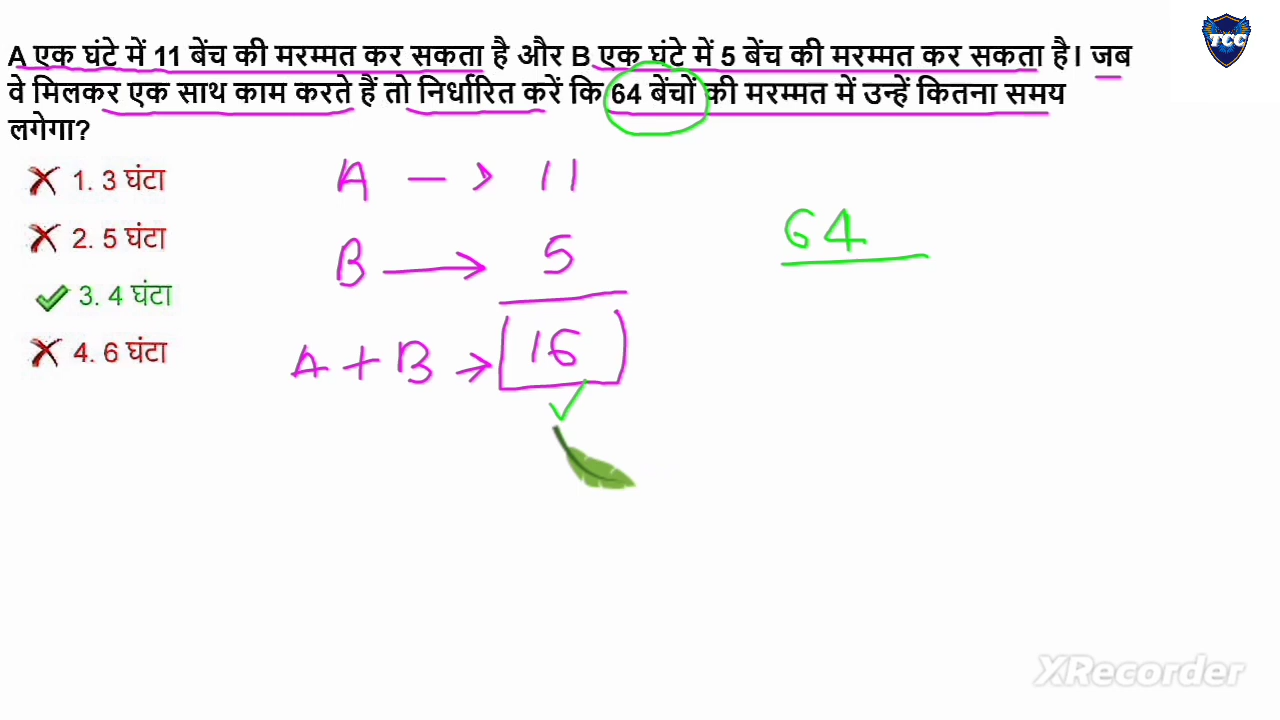 A एक घंटे में 11 बेंच की मरम्मत कर सकता है और B एक घंटे में 5 बेंच की मरम्मत कर सकता है। जब
वे मिलकर एक साथ काम करते हैं तो निर्धारित करें कि 64 बेंचों की मरम्मत में उन्हें कितना समय
लगेगा?
1. 3 घंटा
2. 5 घंटा
3. 4 घंटा
4. 6 घंटा
A → 11
B → 5
A + B → 16
64
TCC
XRecorder